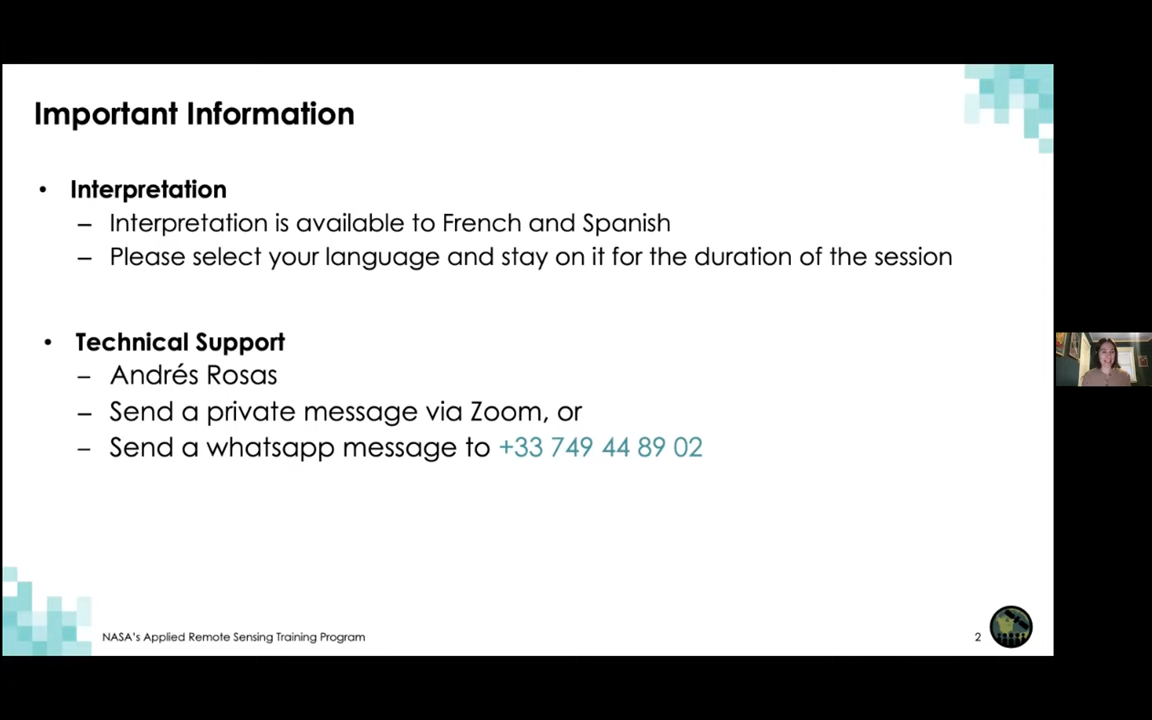 Important Information
• Interpretation
– Interpretation is available to French and Spanish
– Please select your language and stay on it for the duration of the session
• Technical Support
– Andrés Rosas
– Send a private message via Zoom, or
– Send a whatsapp message to +33 749 44 89 02
NASA's Applied Remote Sensing Training Program
2